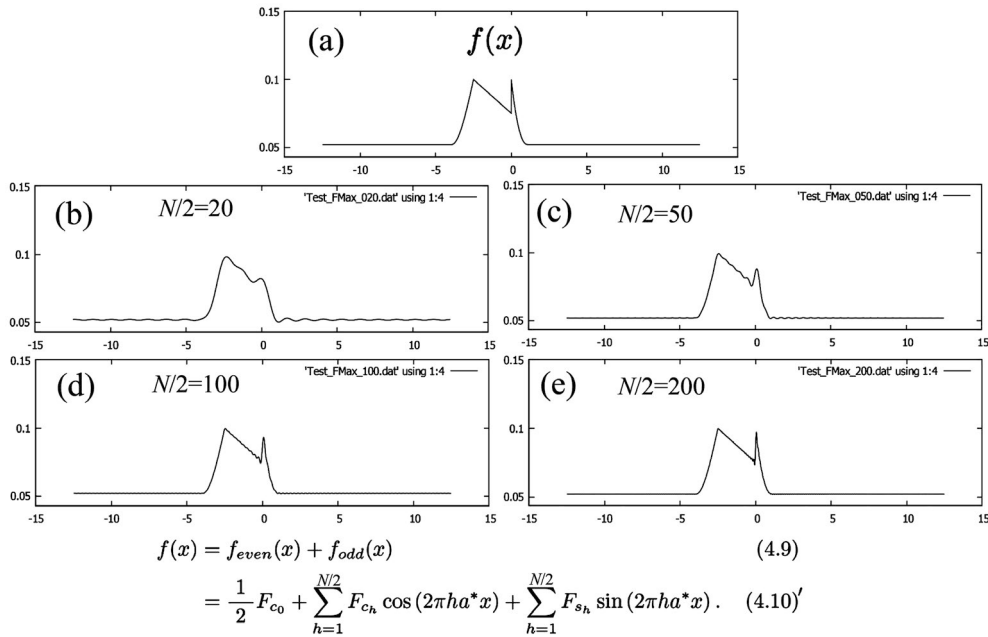 (a) f(x)
0.15
0.1
0.05
-15 -10 -5 0 5 10 15
(b) N/2=20
'Test_FMax_020.dat' using 1:4
0.15
0.1
0.05
-15 -10 -5 0 5 10 15
(c) N/2=50
'Test_FMax_050.dat' using 1:4
0.15
0.1
0.05
-15 -10 -5 0 5 10 15
(d) N/2=100
'Test_FMax_100.dat' using 1:4
0.15
0.1
0.05
-15 -10 -5 0 5 10 15
(e) N/2=200
'Test_FMax_200.dat' using 1:4
0.15
0.1
0.05
-15 -10 -5 0 5 10 15
f(x) = f_{even}(x) + f_{odd}(x) (4.9)
= \frac{1}{2} F_{c_0} + \sum_{h=1}^{N/2} F_{c_h} \cos (2πha*x) + \sum_{h=1}^{N/2} F_{s_h} \sin (2πha*x) . (4.10)′